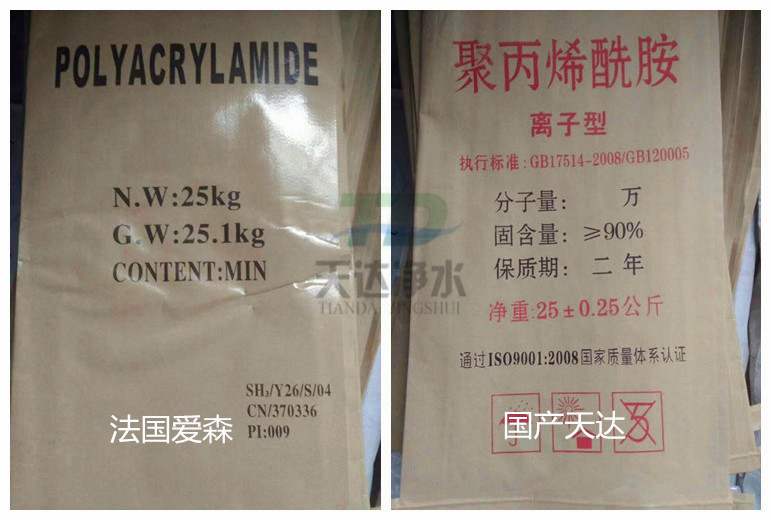 POLYACRYLAMIDE
N.W:25kg
G.W:25.1kg
CONTENT:MIN
SH₃/Y26/S/04
CN/370336
PI:009
法国爱森
聚丙烯酰胺
离子型
执行标准:GB17514-2008/GB120005
分子量: 万
固含量: ≥90%
保质期: 二年
净重:25±0.25公斤
通过ISO9001:2008国家质量体系认证
国产天达
TD
天达净水
TIANDA JINGSHUI